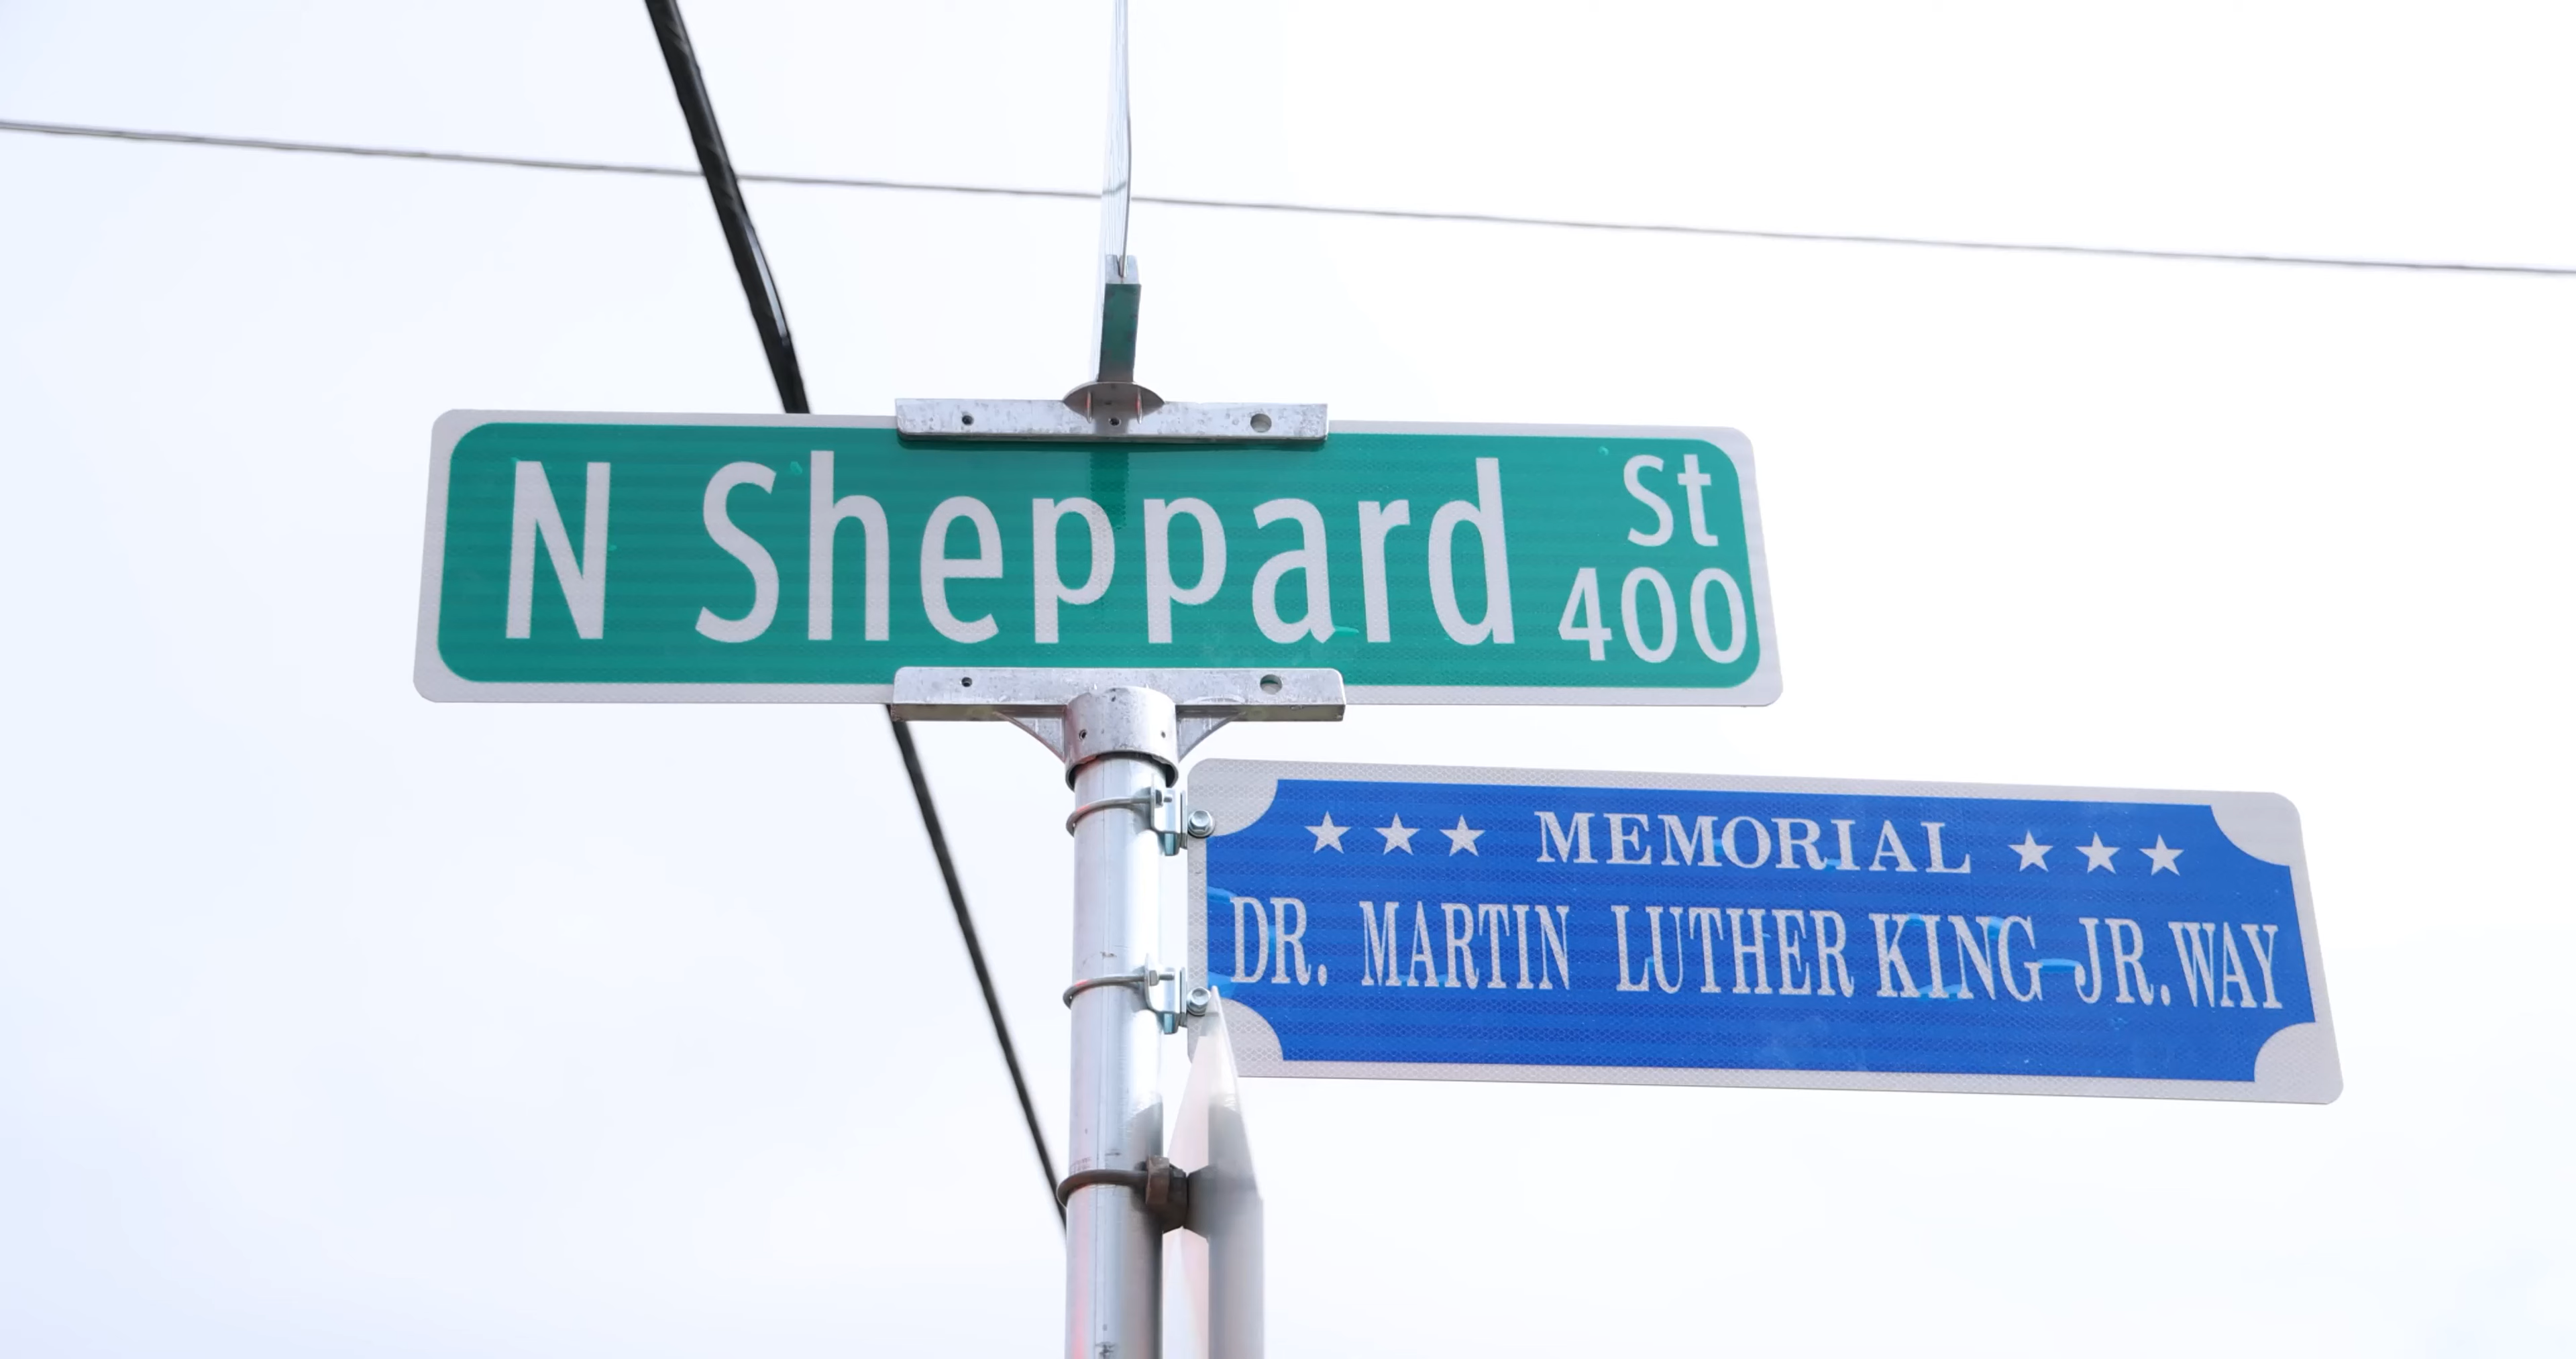 N Sheppard St
400
★ ★ ★ MEMORIAL ★ ★ ★
DR. MARTIN LUTHER KING JR. WAY